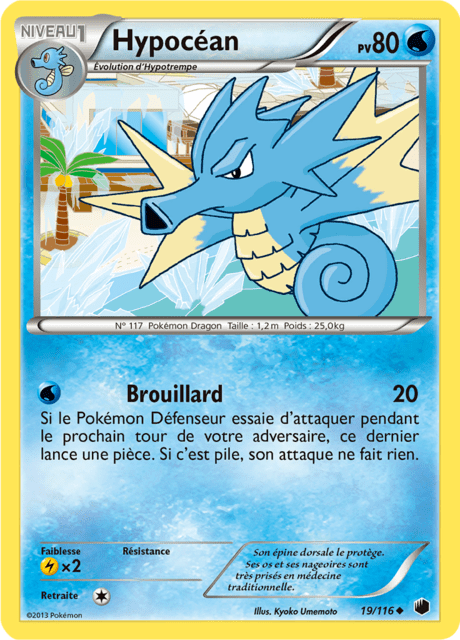 NIVEAU 1
Hypocéan
PV 80
Évolution d'Hypotrempe
N° 117 Pokémon Dragon Taille : 1,2 m Poids : 25,0 kg
Brouillard 20
Si le Pokémon Défenseur essaie d'attaquer pendant
le prochain tour de votre adversaire, ce dernier
lance une pièce. Si c'est pile, son attaque ne fait rien.
Faiblesse
×2
Résistance
Retraite
Son épine dorsale le protège.
Ses os et ses nageoires sont
très prisés en médecine
traditionnelle.
©2013 Pokémon
Illus. Kyoko Umemoto
19/116